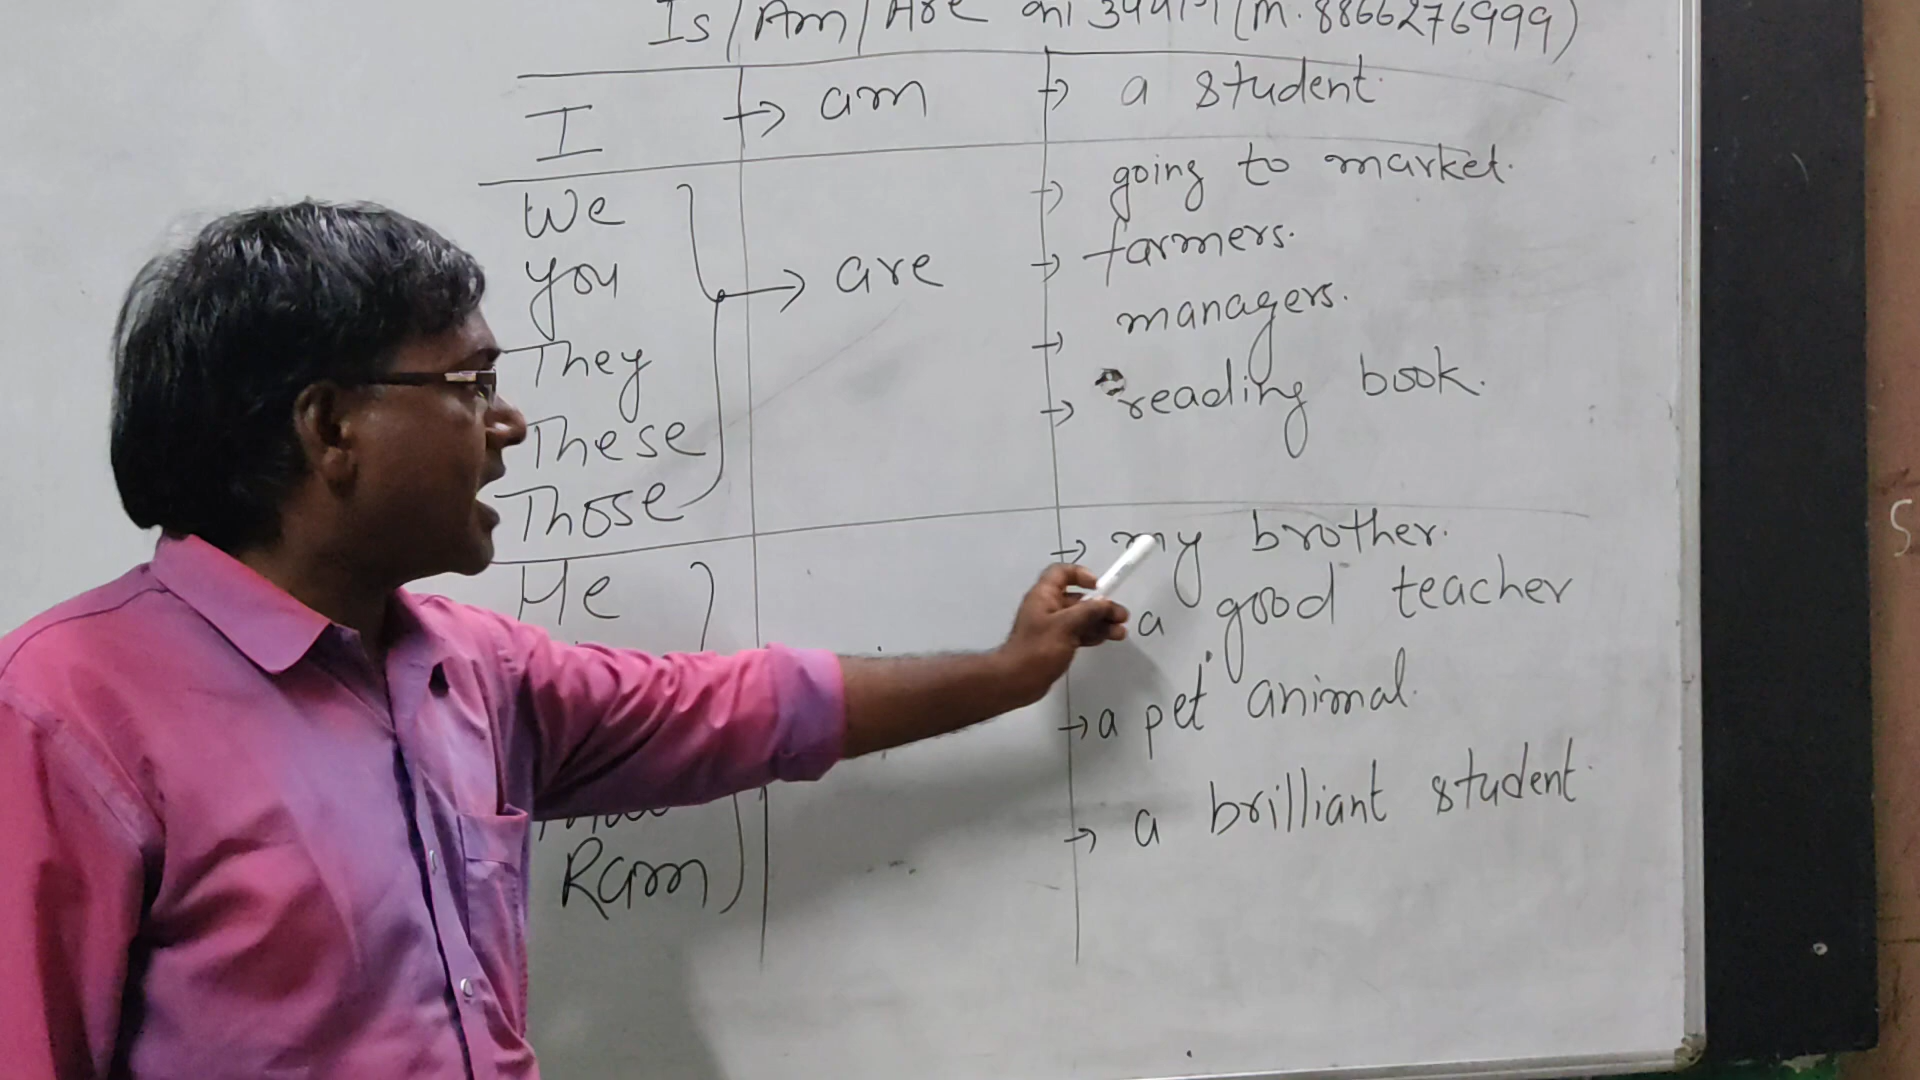 Is/Am/Are का (M. 8866276999)
I → am → a student.
We → going to market.
you → are → farmers.
They → managers.
These → reading book.
Those
He → my brother.
a good teacher
→ a pet animal.
→ a brilliant student.
Ram
S